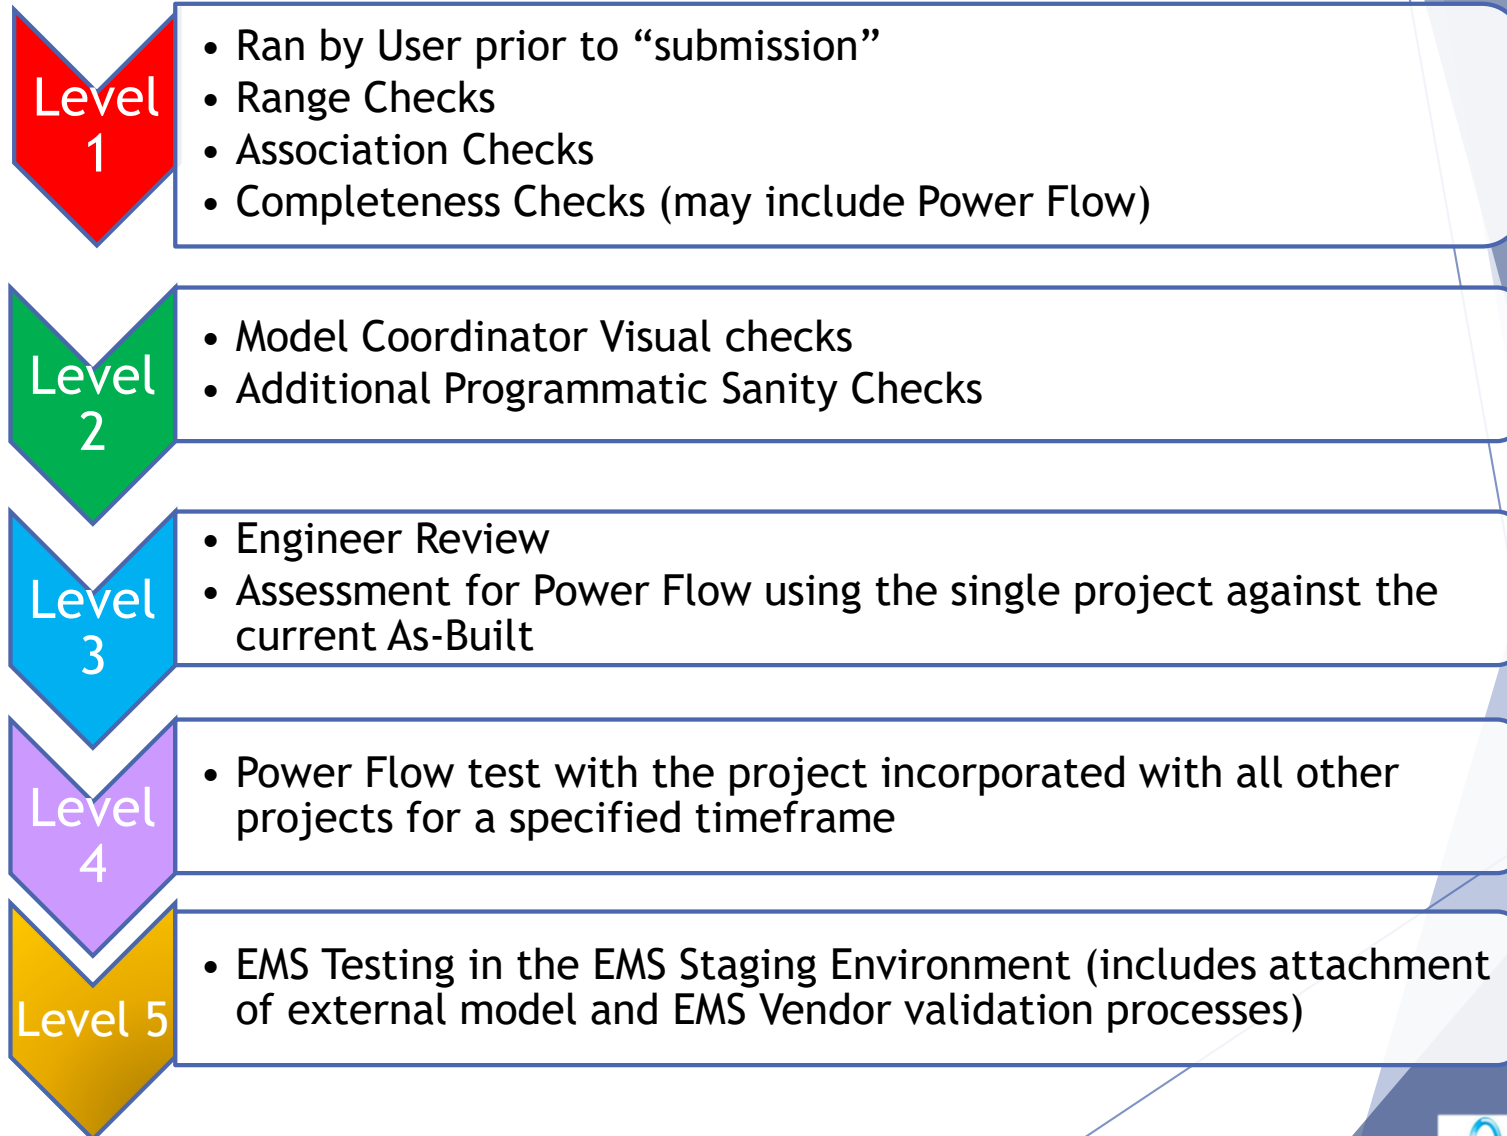 Level
1
• Ran by User prior to “submission”
• Range Checks
• Association Checks
• Completeness Checks (may include Power Flow)
Level
2
• Model Coordinator Visual checks
• Additional Programmatic Sanity Checks
Level
3
• Engineer Review
• Assessment for Power Flow using the single project against the
current As-Built
Level
4
• Power Flow test with the project incorporated with all other
projects for a specified timeframe
Level 5
• EMS Testing in the EMS Staging Environment (includes attachment
of external model and EMS Vendor validation processes)